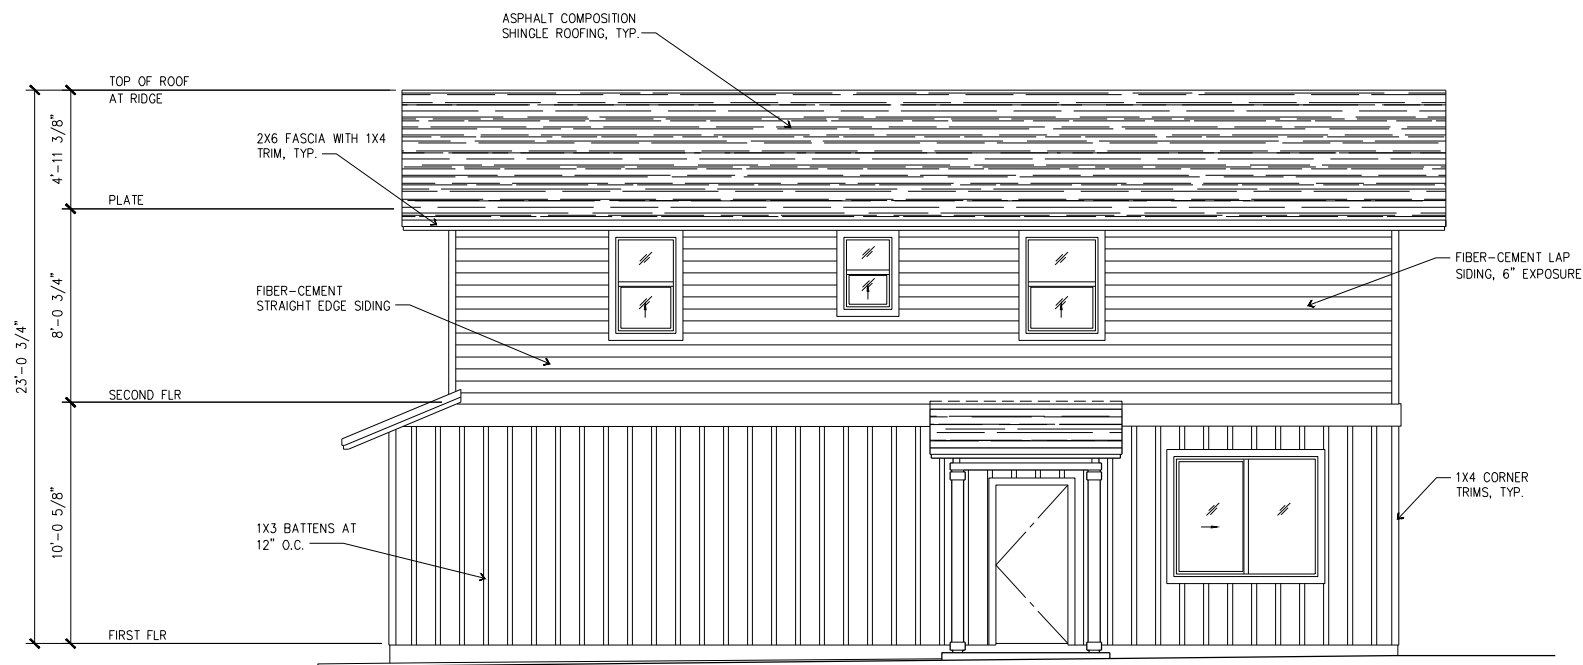 ASPHALT COMPOSITION
SHINGLE ROOFING, TYP.
TOP OF ROOF
AT RIDGE
4'-11 3/8"
2X6 FASCIA WITH 1X4
TRIM, TYP.
PLATE
8'-0 3/4"
23'-0 3/4"
FIBER-CEMENT
STRAIGHT EDGE SIDING
FIBER-CEMENT LAP
SIDING, 6" EXPOSURE
SECOND FLR
10'-0 5/8"
1X3 BATTENS AT
12" O.C.
1X4 CORNER
TRIMS, TYP.
FIRST FLR